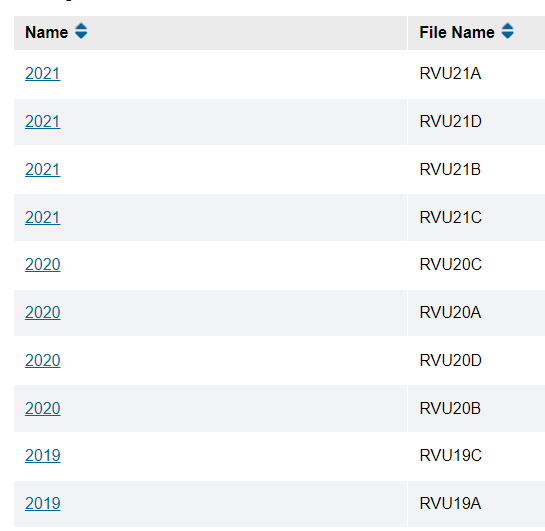 Name File Name
2021 RVU21A
2021 RVU21D
2021 RVU21B
2021 RVU21C
2020 RVU20C
2020 RVU20A
2020 RVU20D
2020 RVU20B
2019 RVU19C
2019 RVU19A